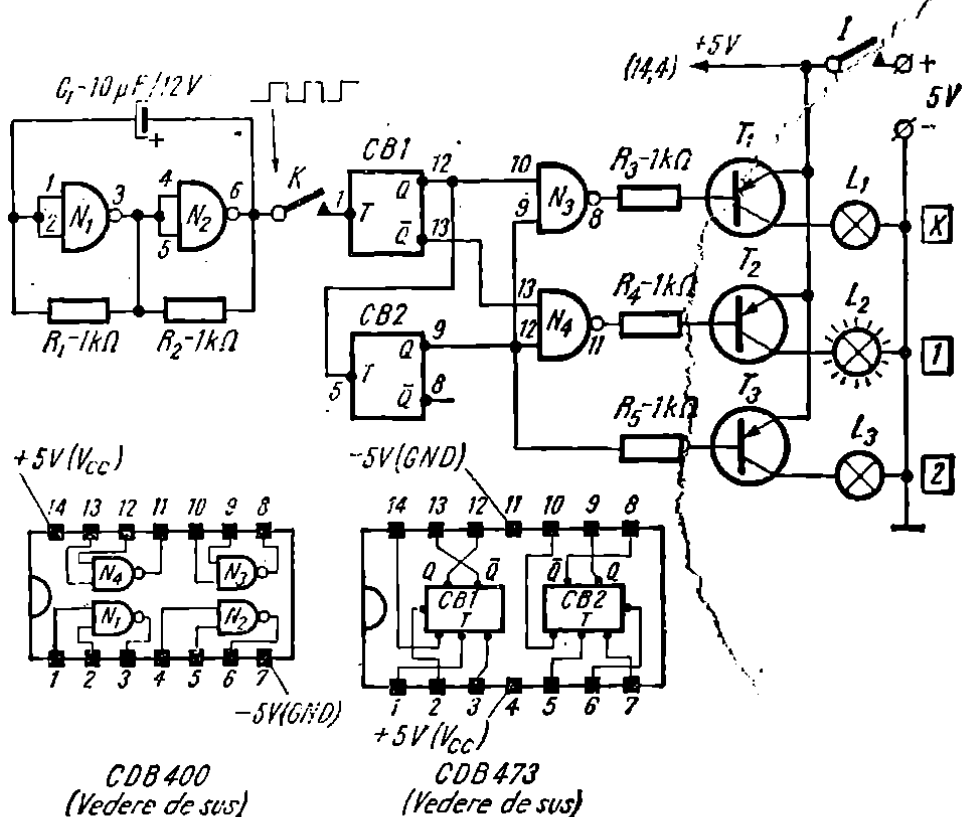 I
+5V
(14,4)
+
5V
-
C₁-10µF/12V
+
1
2
N₁
3
4
5
N₂
6
K
R₁-1kΩ
R₂-1kΩ
CB1
1
T
Q
12
Q̄
13
CB2
5
T
Q
9
Q̄
8
10
9
N₃
8
13
12
N₄
11
R₃-1kΩ
R₄-1kΩ
R₅-1kΩ
T₁
T₂
T₃
L₁
L₂
L₃
X
1
2
+5V(VCC)
14 13 12 11 10 9 8
N₄
N₃
N₁
N₂
1 2 3 4 5 6 7
-5V(GND)
CDB400
(Vedere de sus)
-5V(GND)
14 13 12 11 10 9 8
Q Q̄ Q̄ Q
CB1
T
CB2
T
1 2 3 4 5 6 7
+5V(VCC)
CDB473
(Vedere de sus)